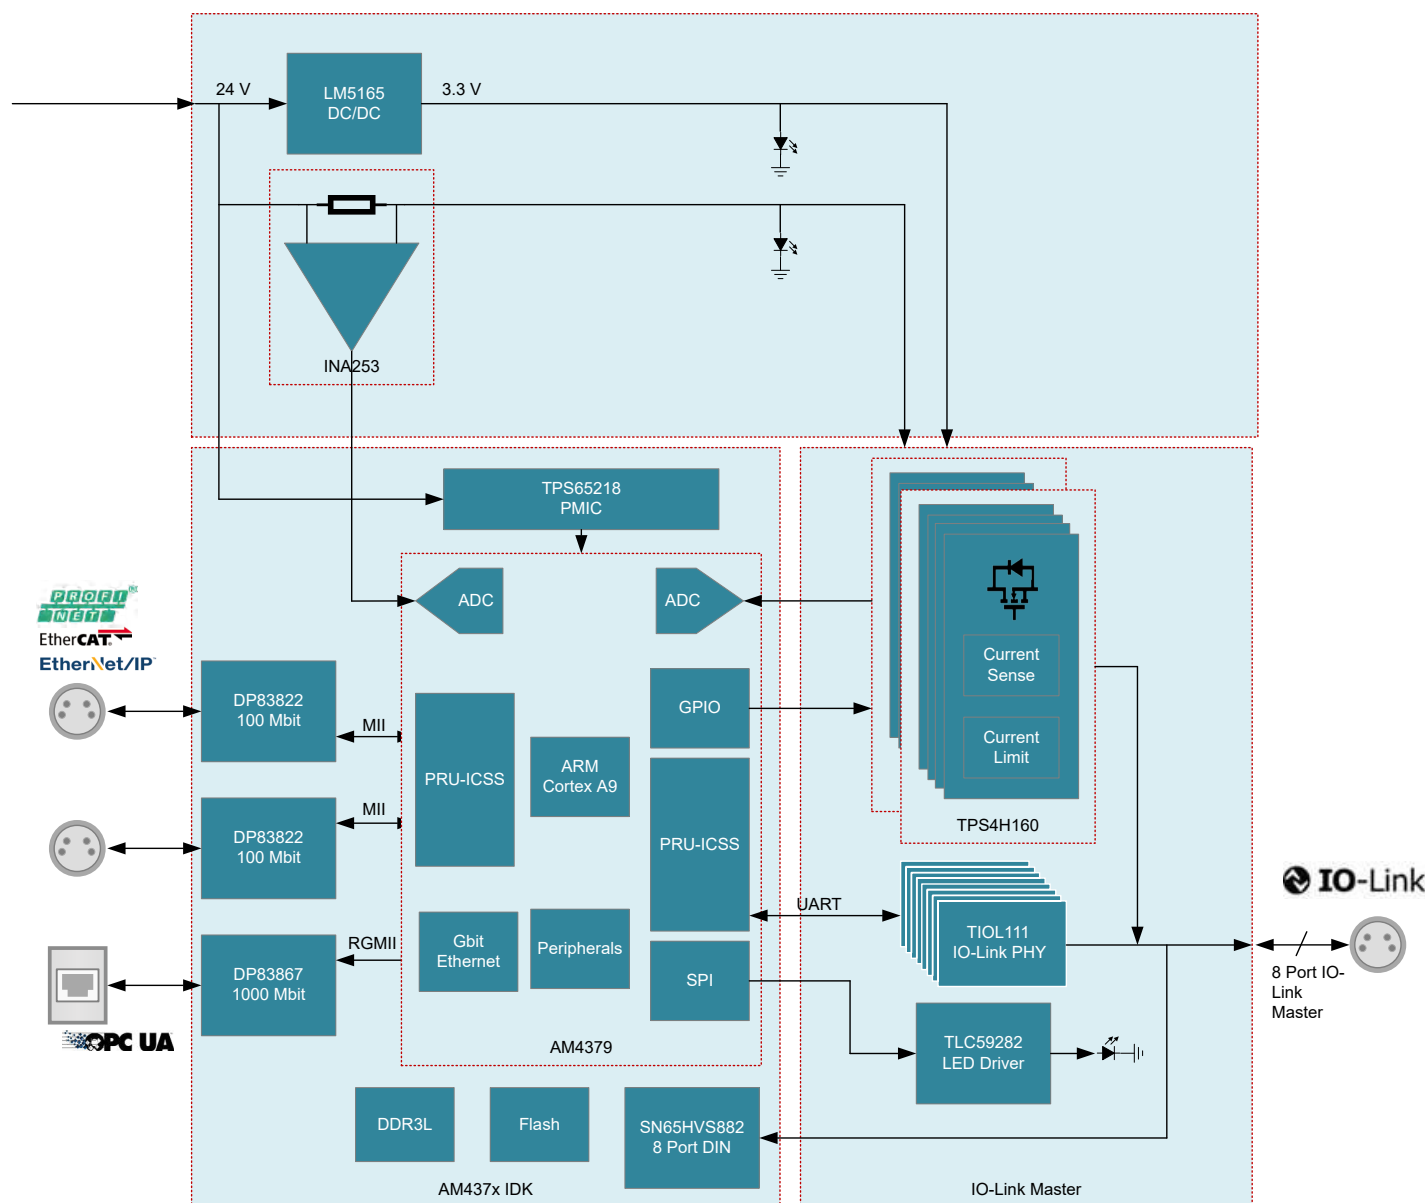 24 V
LM5165
DC/DC
3.3 V
INA253
TPS65218
PMIC
ADC
ADC
PROFI
NET
EtherCAT
EtherNet/IP
DP83822
100 Mbit
MII
PRU-ICSS
ARM
Cortex A9
GPIO
PRU-ICSS
Current
Sense
Current
Limit
TPS4H160
DP83822
100 Mbit
MII
UART
TIOL111
IO-Link PHY
IO-Link
8 Port IO-
Link
Master
DP83867
1000 Mbit
RGMII
Gbit
Ethernet
Peripherals
SPI
OPC UA
AM4379
TLC59282
LED Driver
DDR3L
Flash
SN65HVS882
8 Port DIN
AM437x IDK
IO-Link Master